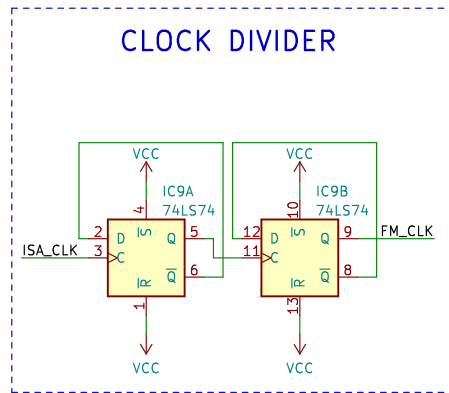 CLOCK DIVIDER
VCC
VCC
IC9A
74LS74
IC9B
74LS74
4
10
S
S
2
D
Q
5
12
D
Q
9
FM_CLK
ISA_CLK
3
C
11
C
6
Q
8
Q
R
R
1
13
VCC
VCC